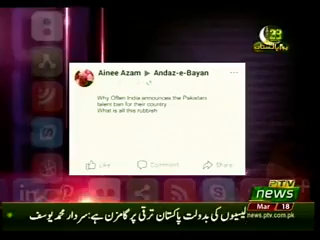 23
یوم پاکستان
Ainee Azam ▶ Andaz-e-Bayan
Why Often India announces the Pakistani
talent ban for their country
What is all this rubbish
Like
Comment
Share
PTV
news
Mar 18
www.ptv.com.pk
یسیوں کی بدولت پاکستان ترقی پر گامزن ہے: سردار محمد یوسف